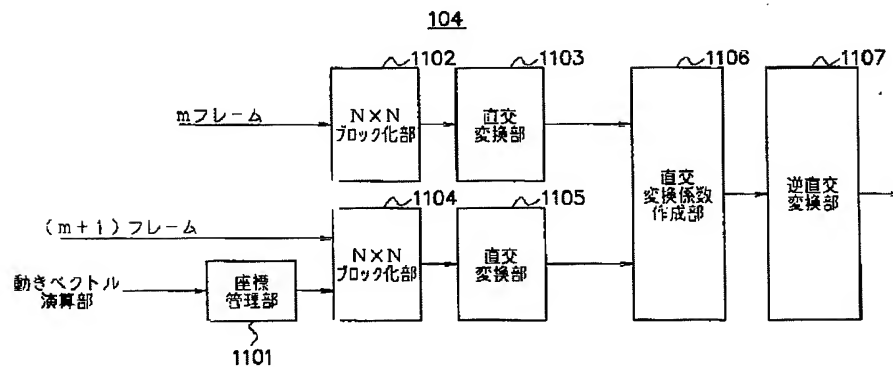 104
1102
1103
1106
1107
mフレーム
N×N
ブロック化部
直交
変換部
1104
1105
(m+1)フレーム
N×N
ブロック化部
直交
変換部
直交
変換係数
作成部
逆直交
変換部
動きベクトル
演算部
座標
管理部
1101